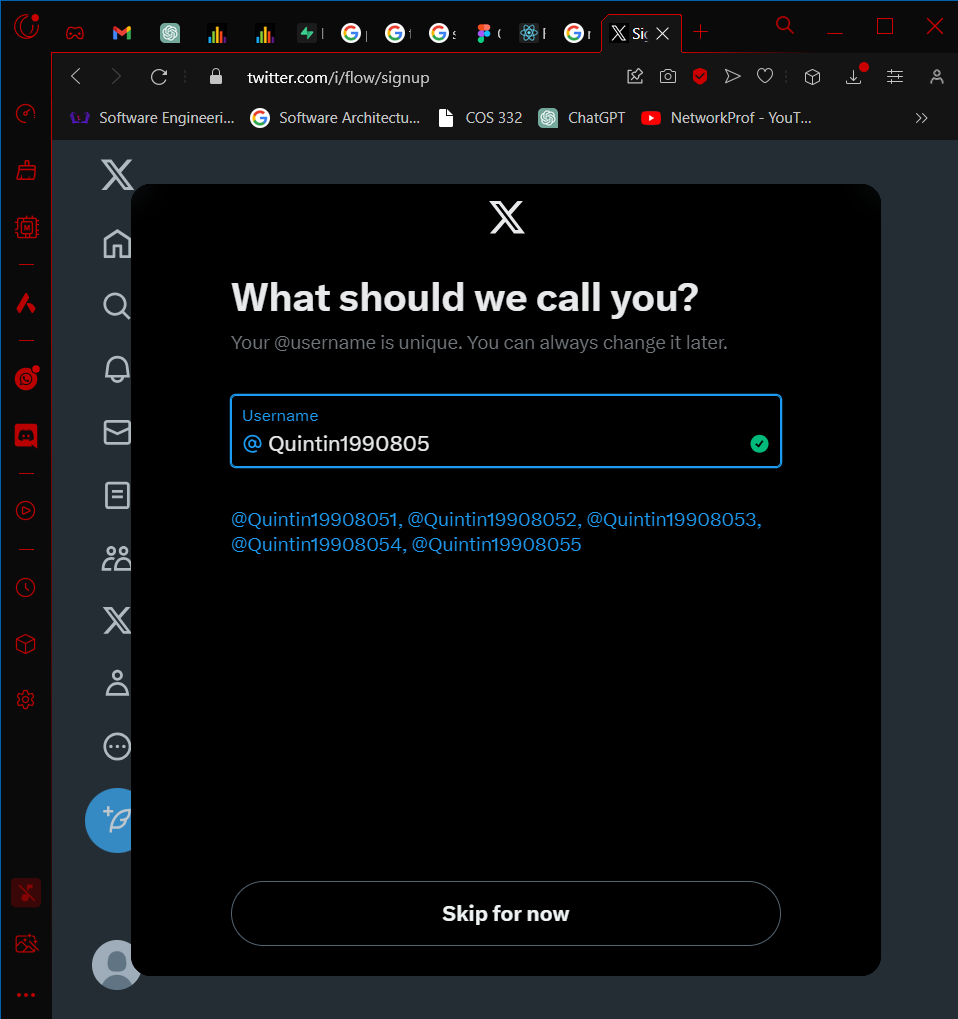 Sig
twitter.com/i/flow/signup
Software Engineeri...
Software Architectu...
COS 332
ChatGPT
NetworkProf - YouT...
What should we call you?
Your @username is unique. You can always change it later.
Username
@ Quintin1990805
@Quintin19908051, @Quintin19908052, @Quintin19908053,
@Quintin19908054, @Quintin19908055
Skip for now